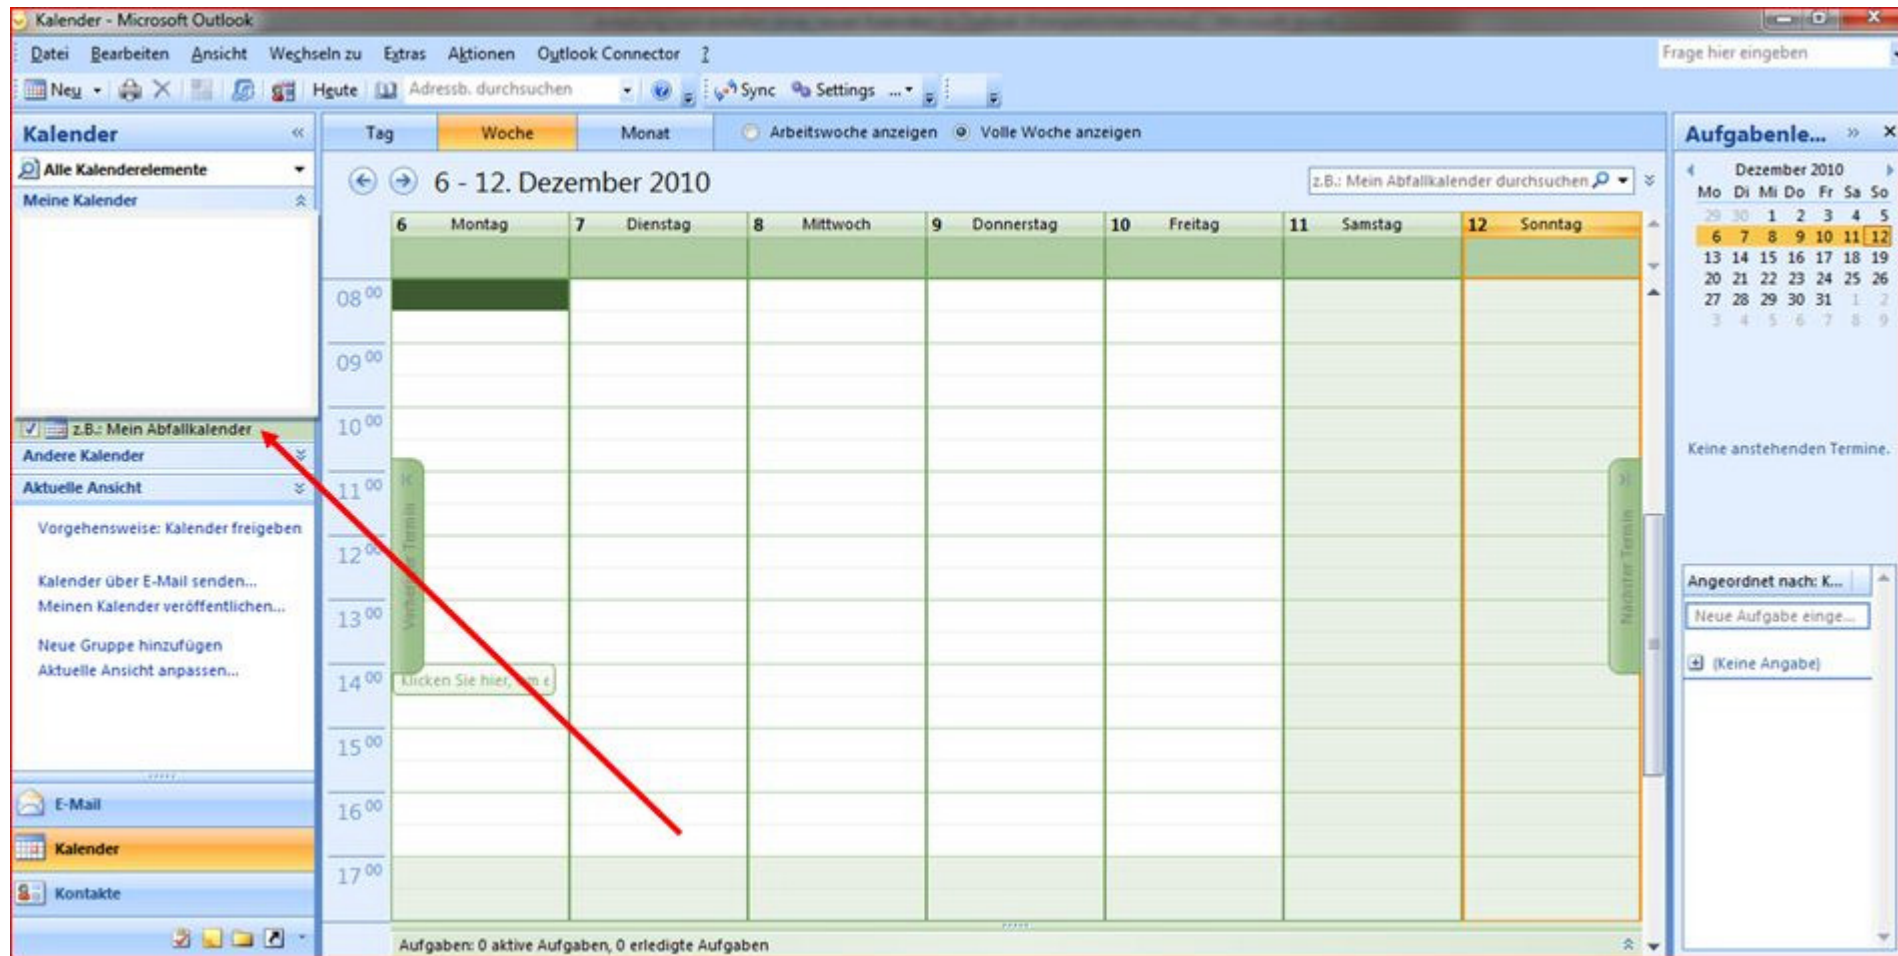 Kalender - Microsoft Outlook
Datei Bearbeiten Ansicht Wechseln zu Extras Aktionen Outlook Connector ?
Frage hier eingeben
Neu Heute Adressb. durchsuchen Sync Settings ...
Kalender «
Alle Kalenderelemente
Meine Kalender
z.B.: Mein Abfallkalender
Andere Kalender
Aktuelle Ansicht
Vorgehensweise: Kalender freigeben
Kalender über E-Mail senden...
Meinen Kalender veröffentlichen...
Neue Gruppe hinzufügen
Aktuelle Ansicht anpassen...
E-Mail
Kalender
Kontakte
Tag Woche Monat Arbeitswoche anzeigen Volle Woche anzeigen
6 - 12. Dezember 2010
z.B.: Mein Abfallkalender durchsuchen
6 Montag 7 Dienstag 8 Mittwoch 9 Donnerstag 10 Freitag 11 Samstag 12 Sonntag
08 00
09 00
10 00
11 00
12 00
13 00
14 00
15 00
16 00
17 00
Vorheriger Termin
Klicken Sie hier, um e
Nächster Termin
Aufgaben: 0 aktive Aufgaben, 0 erledigte Aufgaben
Aufgabenle... »
Dezember 2010
Mo Di Mi Do Fr Sa So
29 30 1 2 3 4 5
6 7 8 9 10 11 12
13 14 15 16 17 18 19
20 21 22 23 24 25 26
27 28 29 30 31 1 2
3 4 5 6 7 8 9
Keine anstehenden Termine.
Angeordnet nach: K...
Neue Aufgabe einge...
(Keine Angabe)